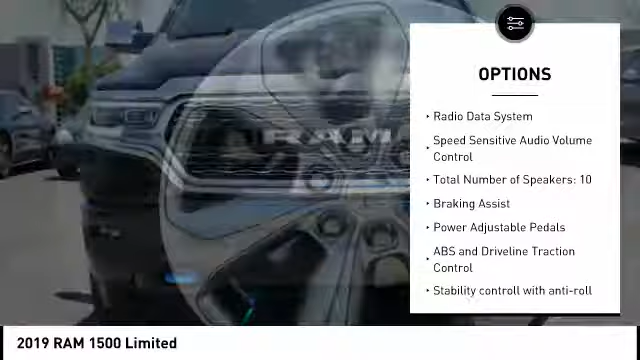 OPTIONS
RAM
• Radio Data System
• Speed Sensitive Audio Volume
Control
• Total Number of Speakers: 10
• Braking Assist
• Power Adjustable Pedals
• ABS and Driveline Traction
Control
• Stability controll with anti-roll
2019 RAM 1500 Limited